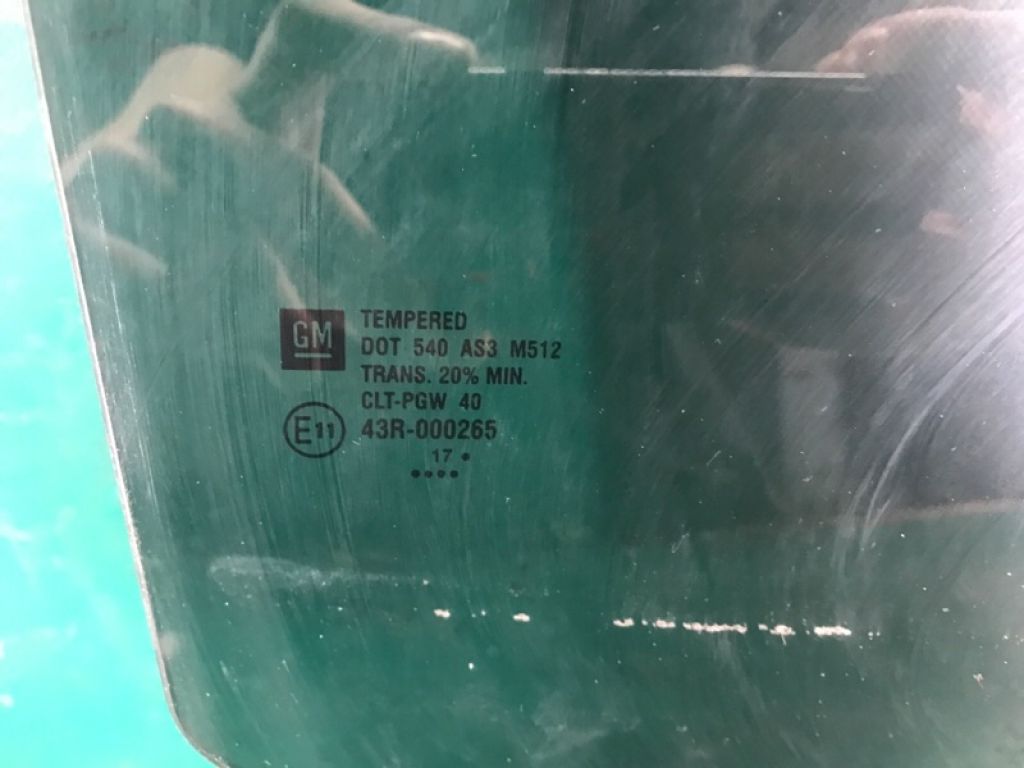 GM
TEMPERED
DOT 540 AS3 M512
TRANS. 20% MIN.
CLT-PGW 40
E11
43R-000265
17 •
••••